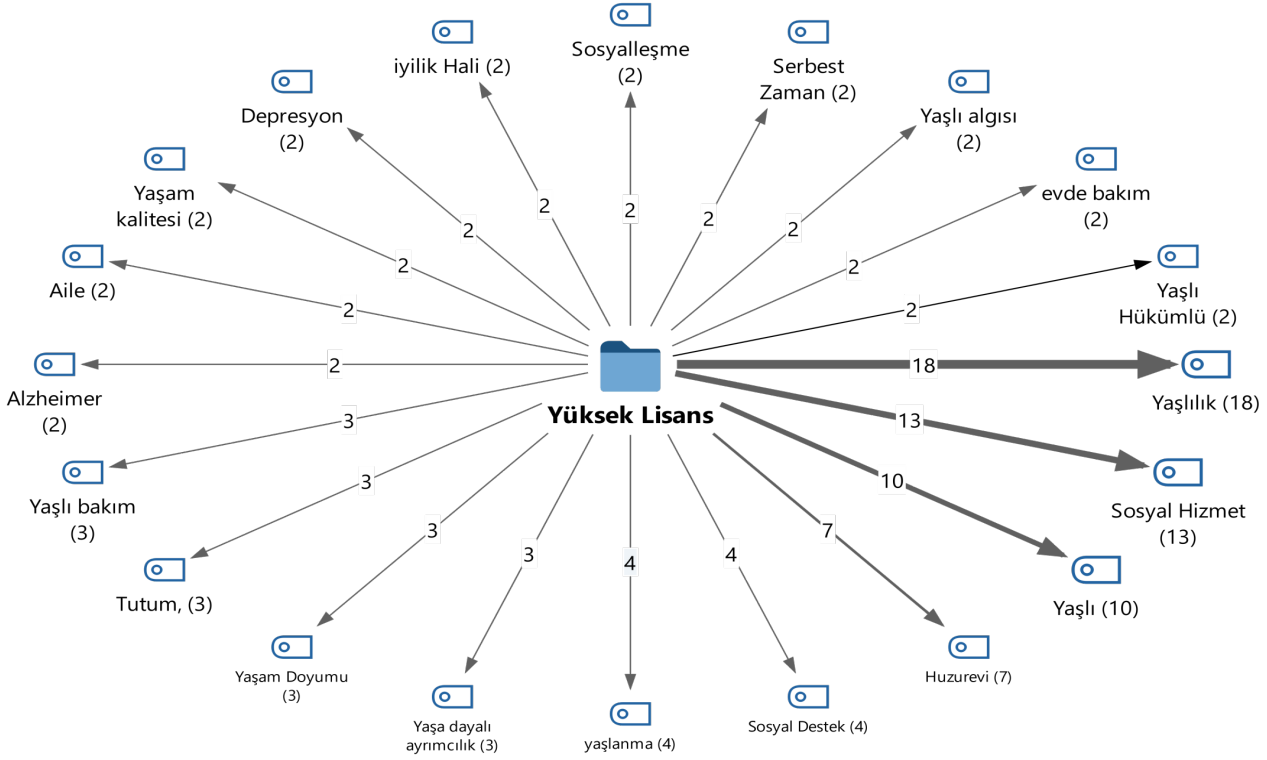 Sosyalleşme
(2)
iyilik Hali (2)
Serbest
Zaman (2)
Depresyon
(2)
Yaşlı algısı
(2)
Yaşam
kalitesi (2)
evde bakım
(2)
Aile (2)
Yaşlı
Hükümlü (2)
2
2
2
2
2
2
2
2
2
2
Alzheimer
(2)
2
18
Yaşlılık (18)
Yüksek Lisans
3
13
Yaşlı bakım
(3)
Sosyal Hizmet
(13)
3
10
Tutum, (3)
Yaşlı (10)
3
7
3
4
4
Yaşam Doyumu
(3)
Huzurevi (7)
Yaşa dayalı
ayrımcılık (3)
yaşlanma (4)
Sosyal Destek (4)